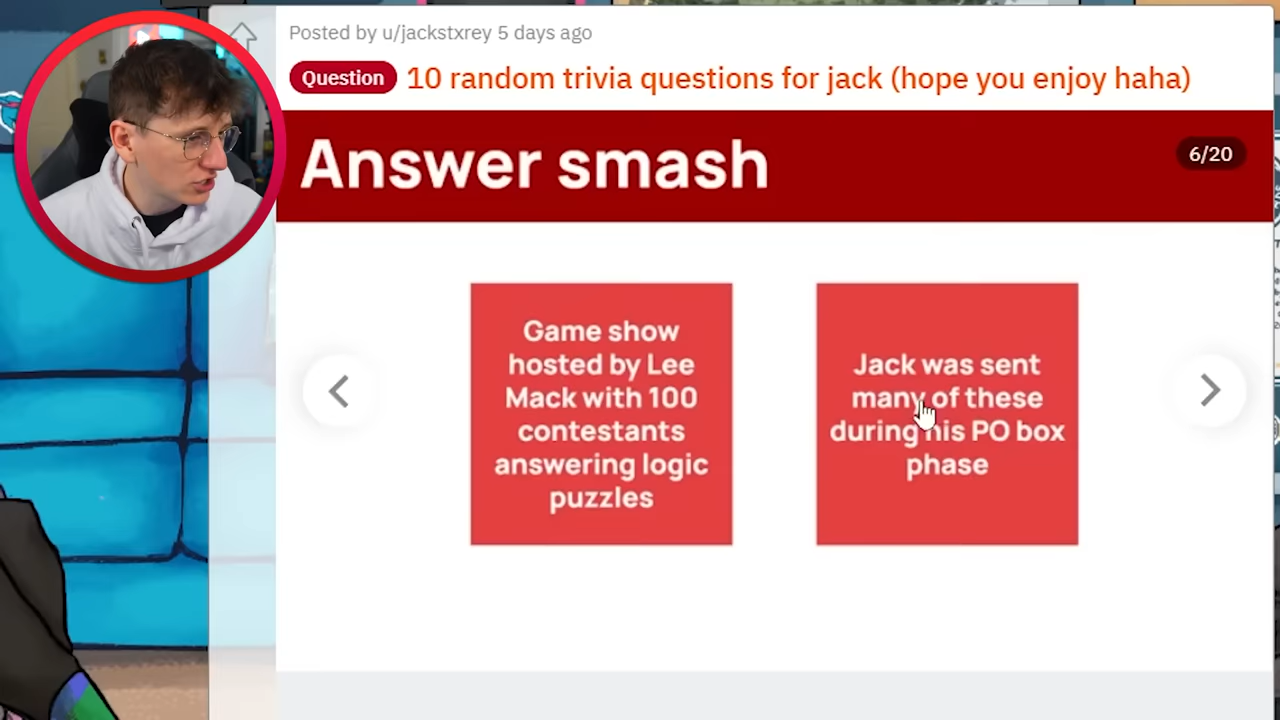 Posted by u/jackstxrey 5 days ago
Question 10 random trivia questions for jack (hope you enjoy haha)
Answer smash
6/20
Game show
hosted by Lee
Mack with 100
contestants
answering logic
puzzles
Jack was sent
many of these
during his PO box
phase